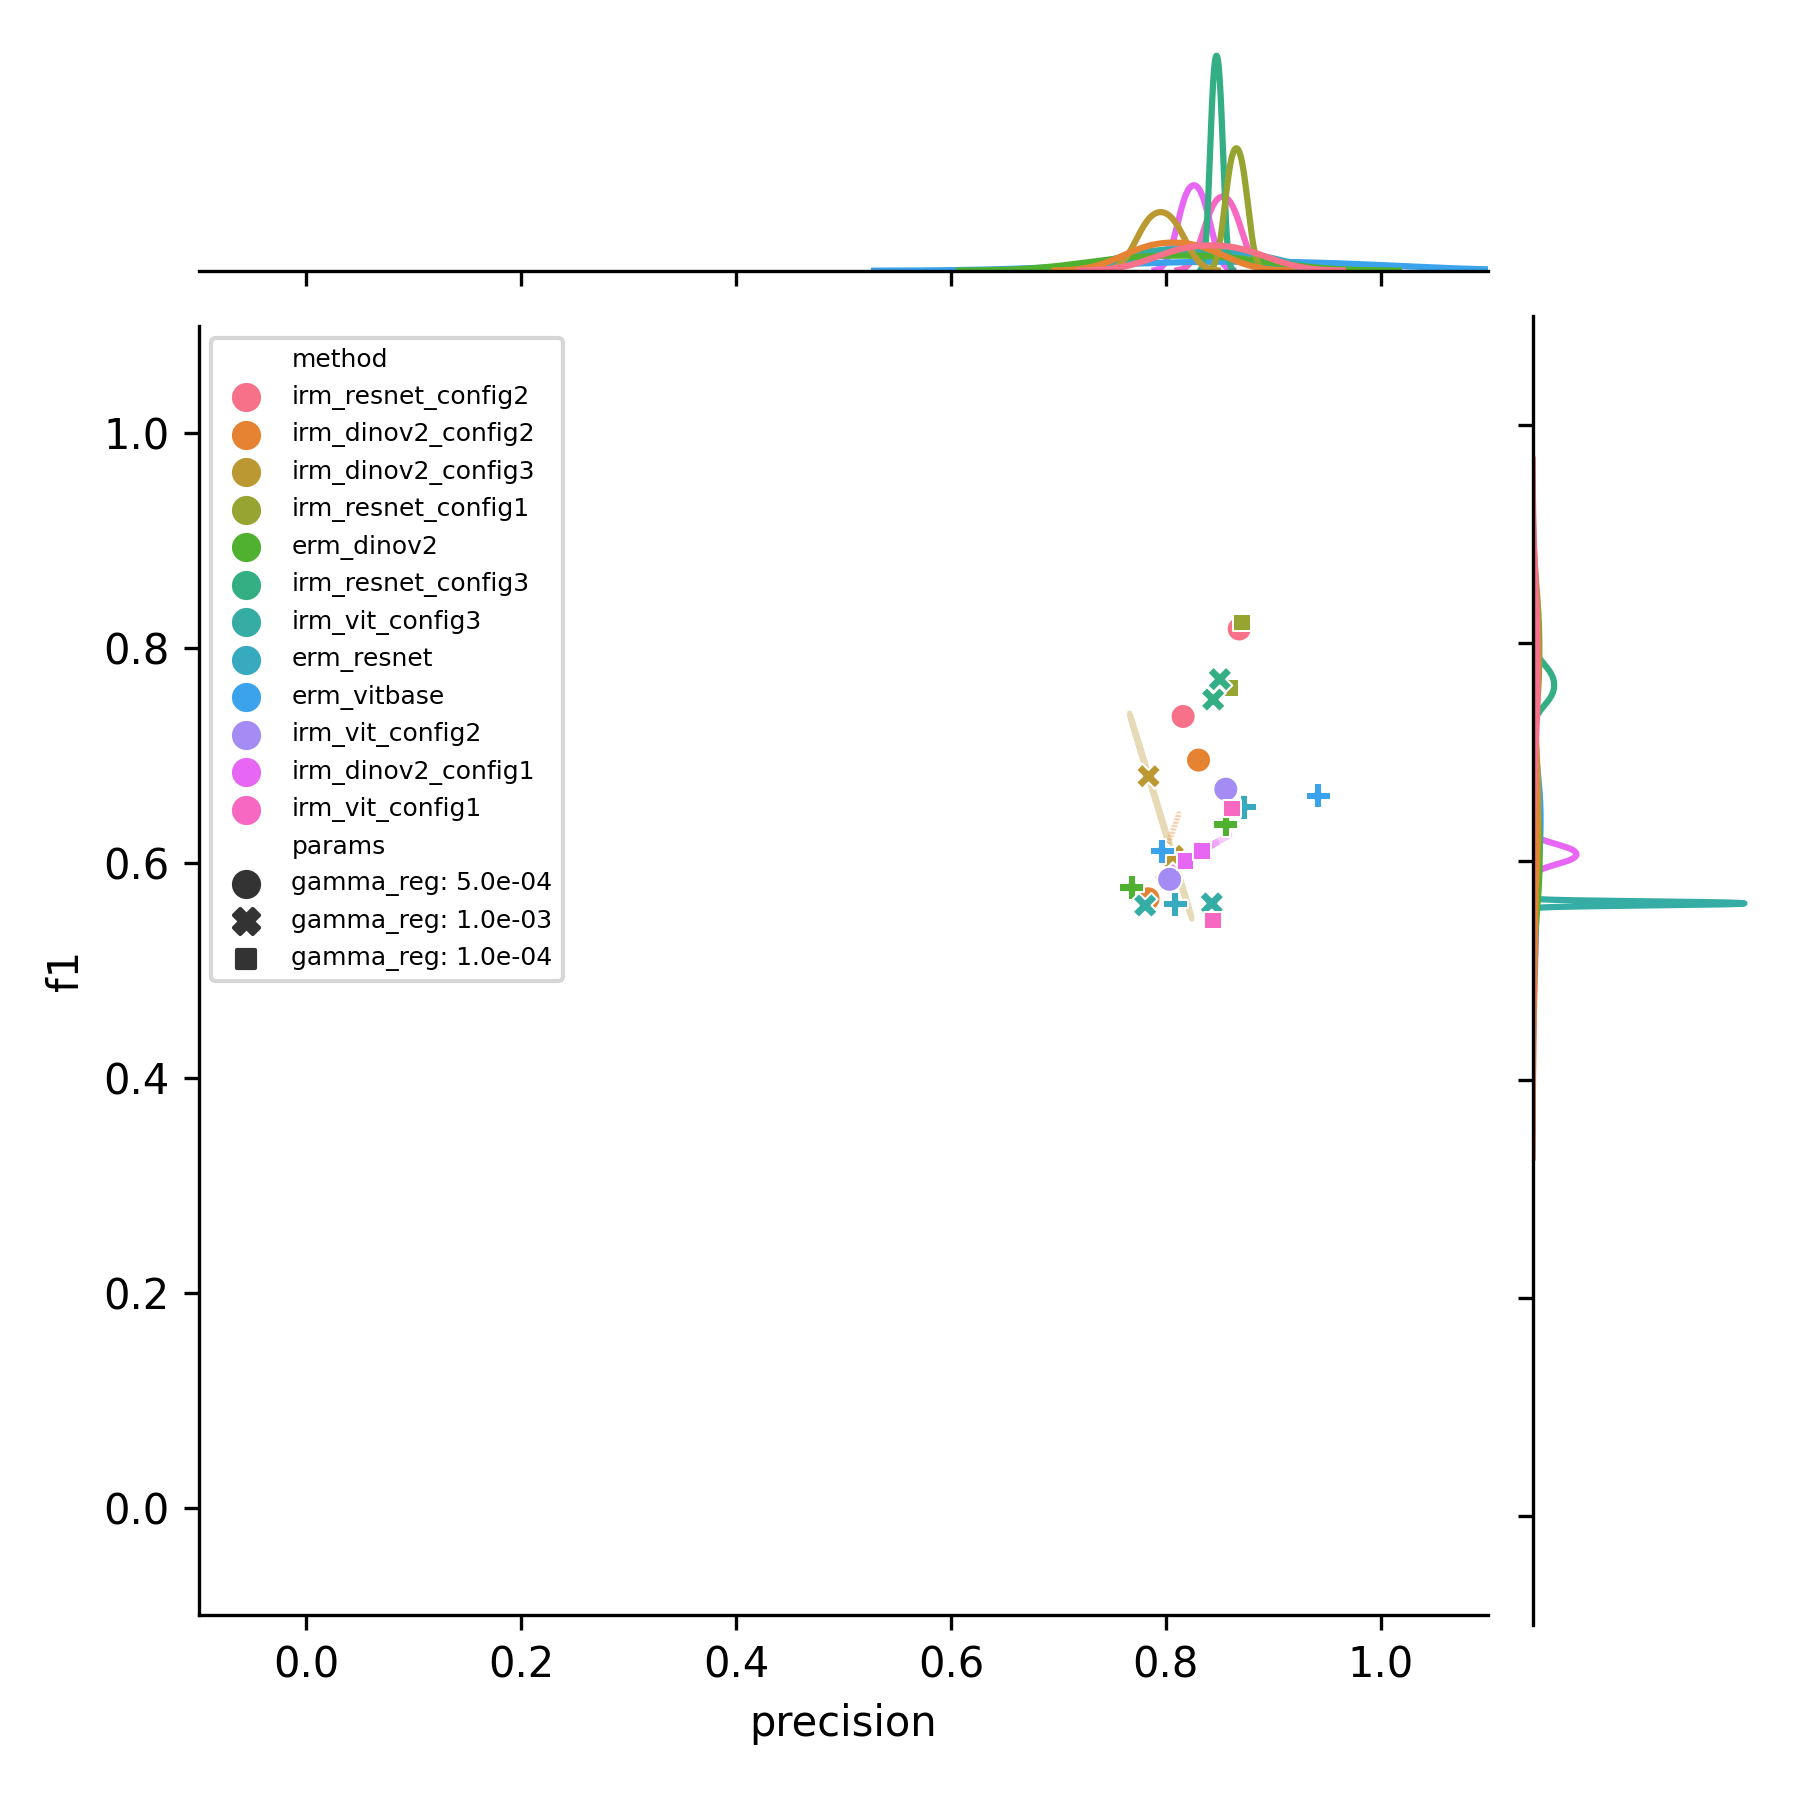 method
irm_resnet_config2
irm_dinov2_config2
irm_dinov2_config3
irm_resnet_config1
erm_dinov2
irm_resnet_config3
irm_vit_config3
erm_resnet
erm_vitbase
irm_vit_config2
irm_dinov2_config1
irm_vit_config1
params
gamma_reg: 5.0e-04
gamma_reg: 1.0e-03
gamma_reg: 1.0e-04
1.0
0.8
0.6
0.4
0.2
0.0
f1
0.0 0.2 0.4 0.6 0.8 1.0
precision